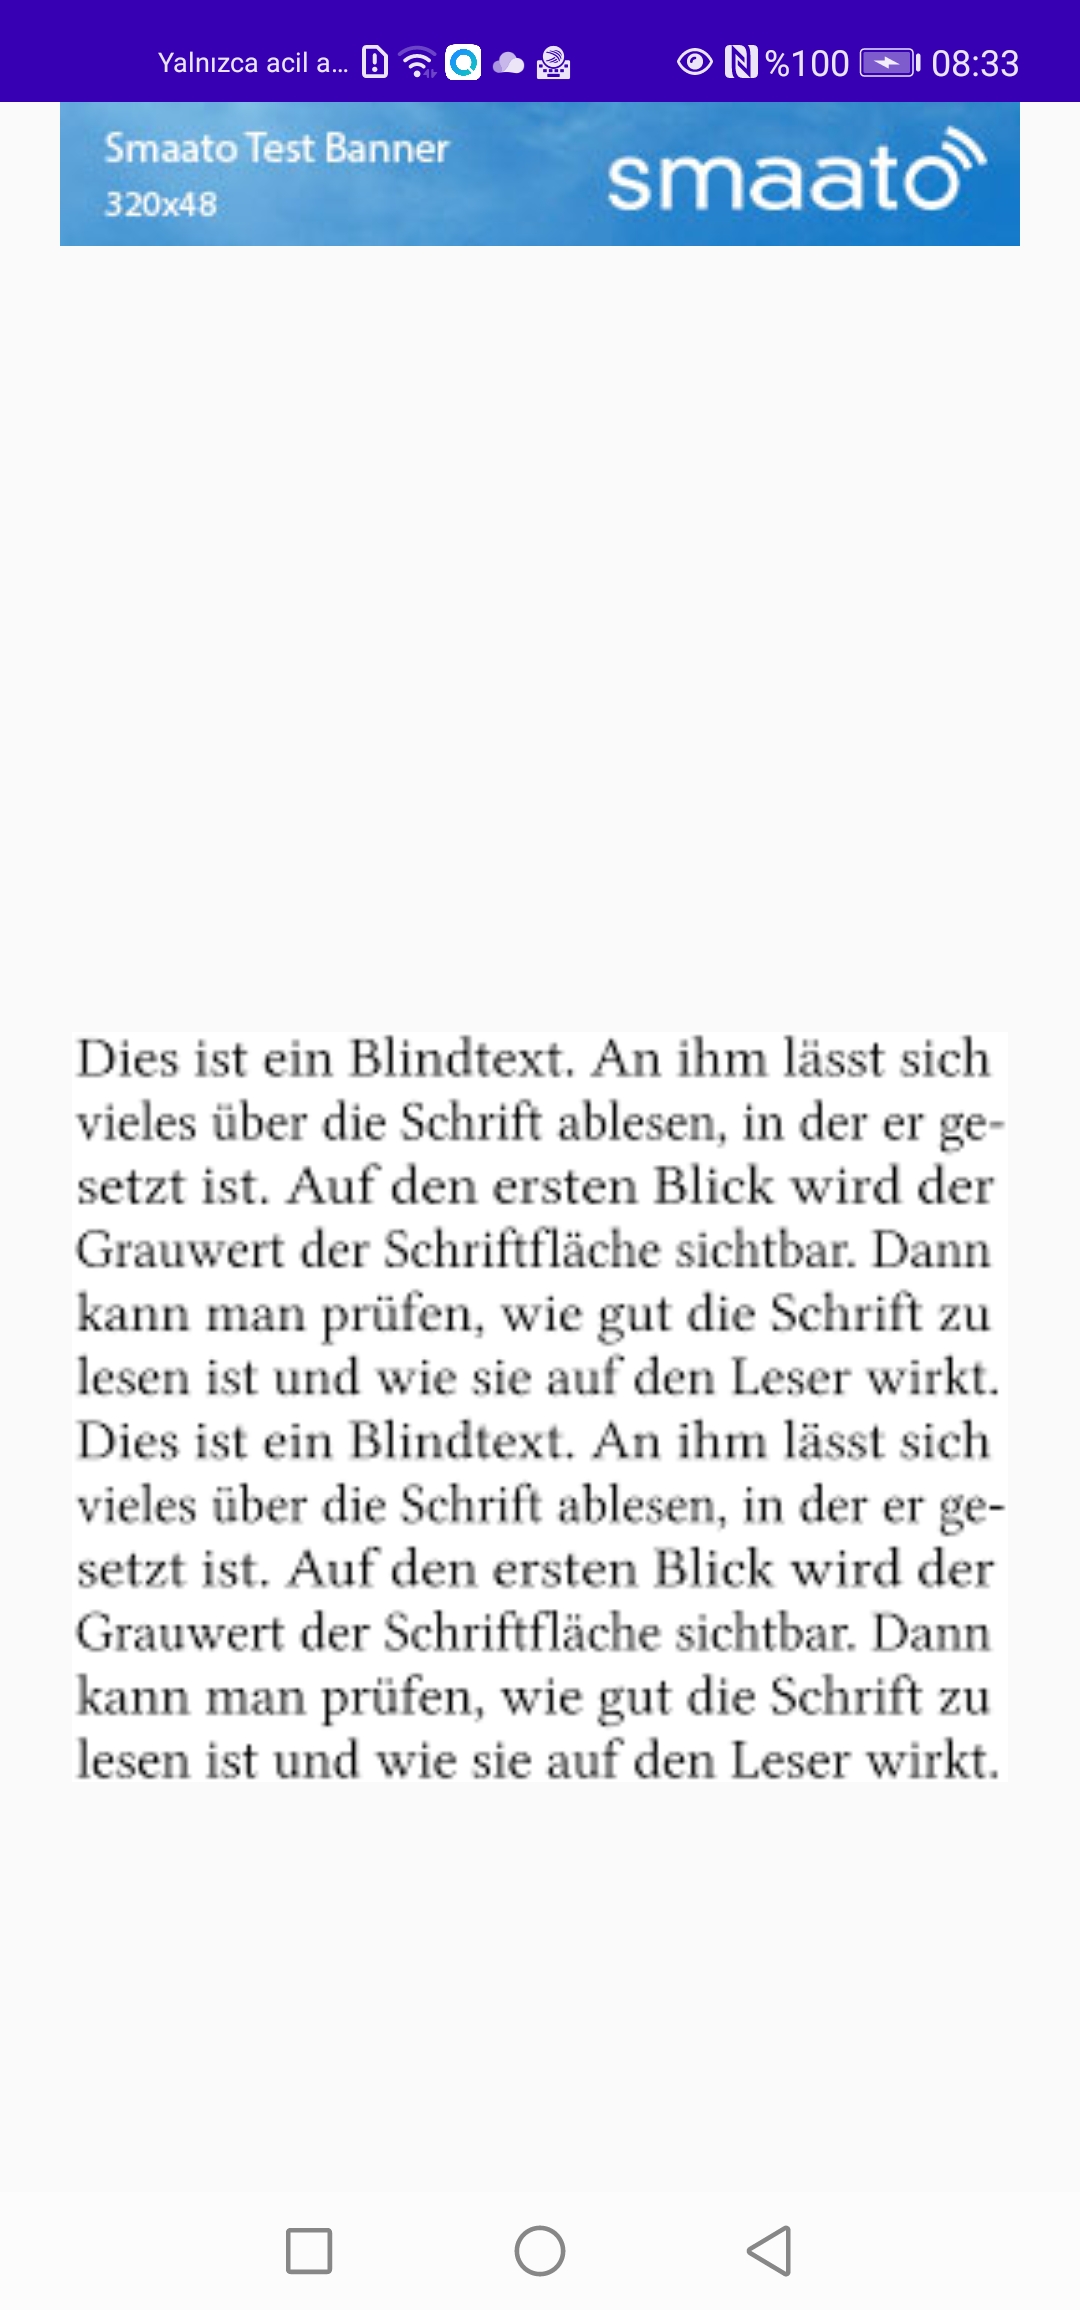 Yalnızca acil a... %100 08:33
Smaato Test Banner
320x48
smaato
Dies ist ein Blindtext. An ihm lässt sich
vieles über die Schrift ablesen, in der er ge-
setzt ist. Auf den ersten Blick wird der
Grauwert der Schriftfläche sichtbar. Dann
kann man prüfen, wie gut die Schrift zu
lesen ist und wie sie auf den Leser wirkt.
Dies ist ein Blindtext. An ihm lässt sich
vieles über die Schrift ablesen, in der er ge-
setzt ist. Auf den ersten Blick wird der
Grauwert der Schriftfläche sichtbar. Dann
kann man prüfen, wie gut die Schrift zu
lesen ist und wie sie auf den Leser wirkt.